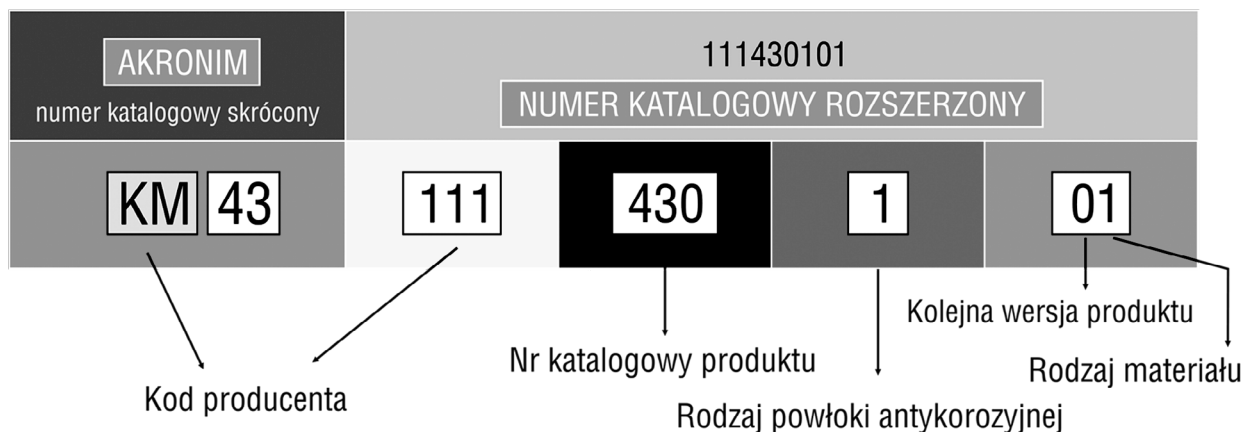 AKRONIM
numer katalogowy skrócony
111430101
NUMER KATALOGOWY ROZSZERZONY
KM 43 111 430 1 01
Kolejna wersja produktu
Nr katalogowy produktu
Rodzaj materiału
Kod producenta
Rodzaj powłoki antykorozyjnej